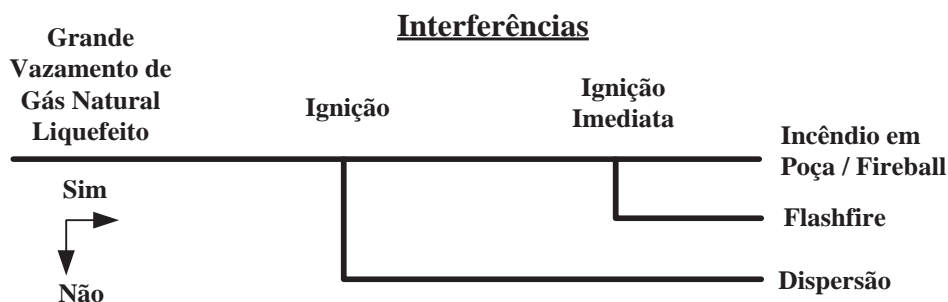 Interferências
Grande
Vazamento de
Gás Natural
Liquefeito
Ignição
Ignição
Imediata
Incêndio em
Poça / Fireball
Sim
Flashfire
Não
Dispersão